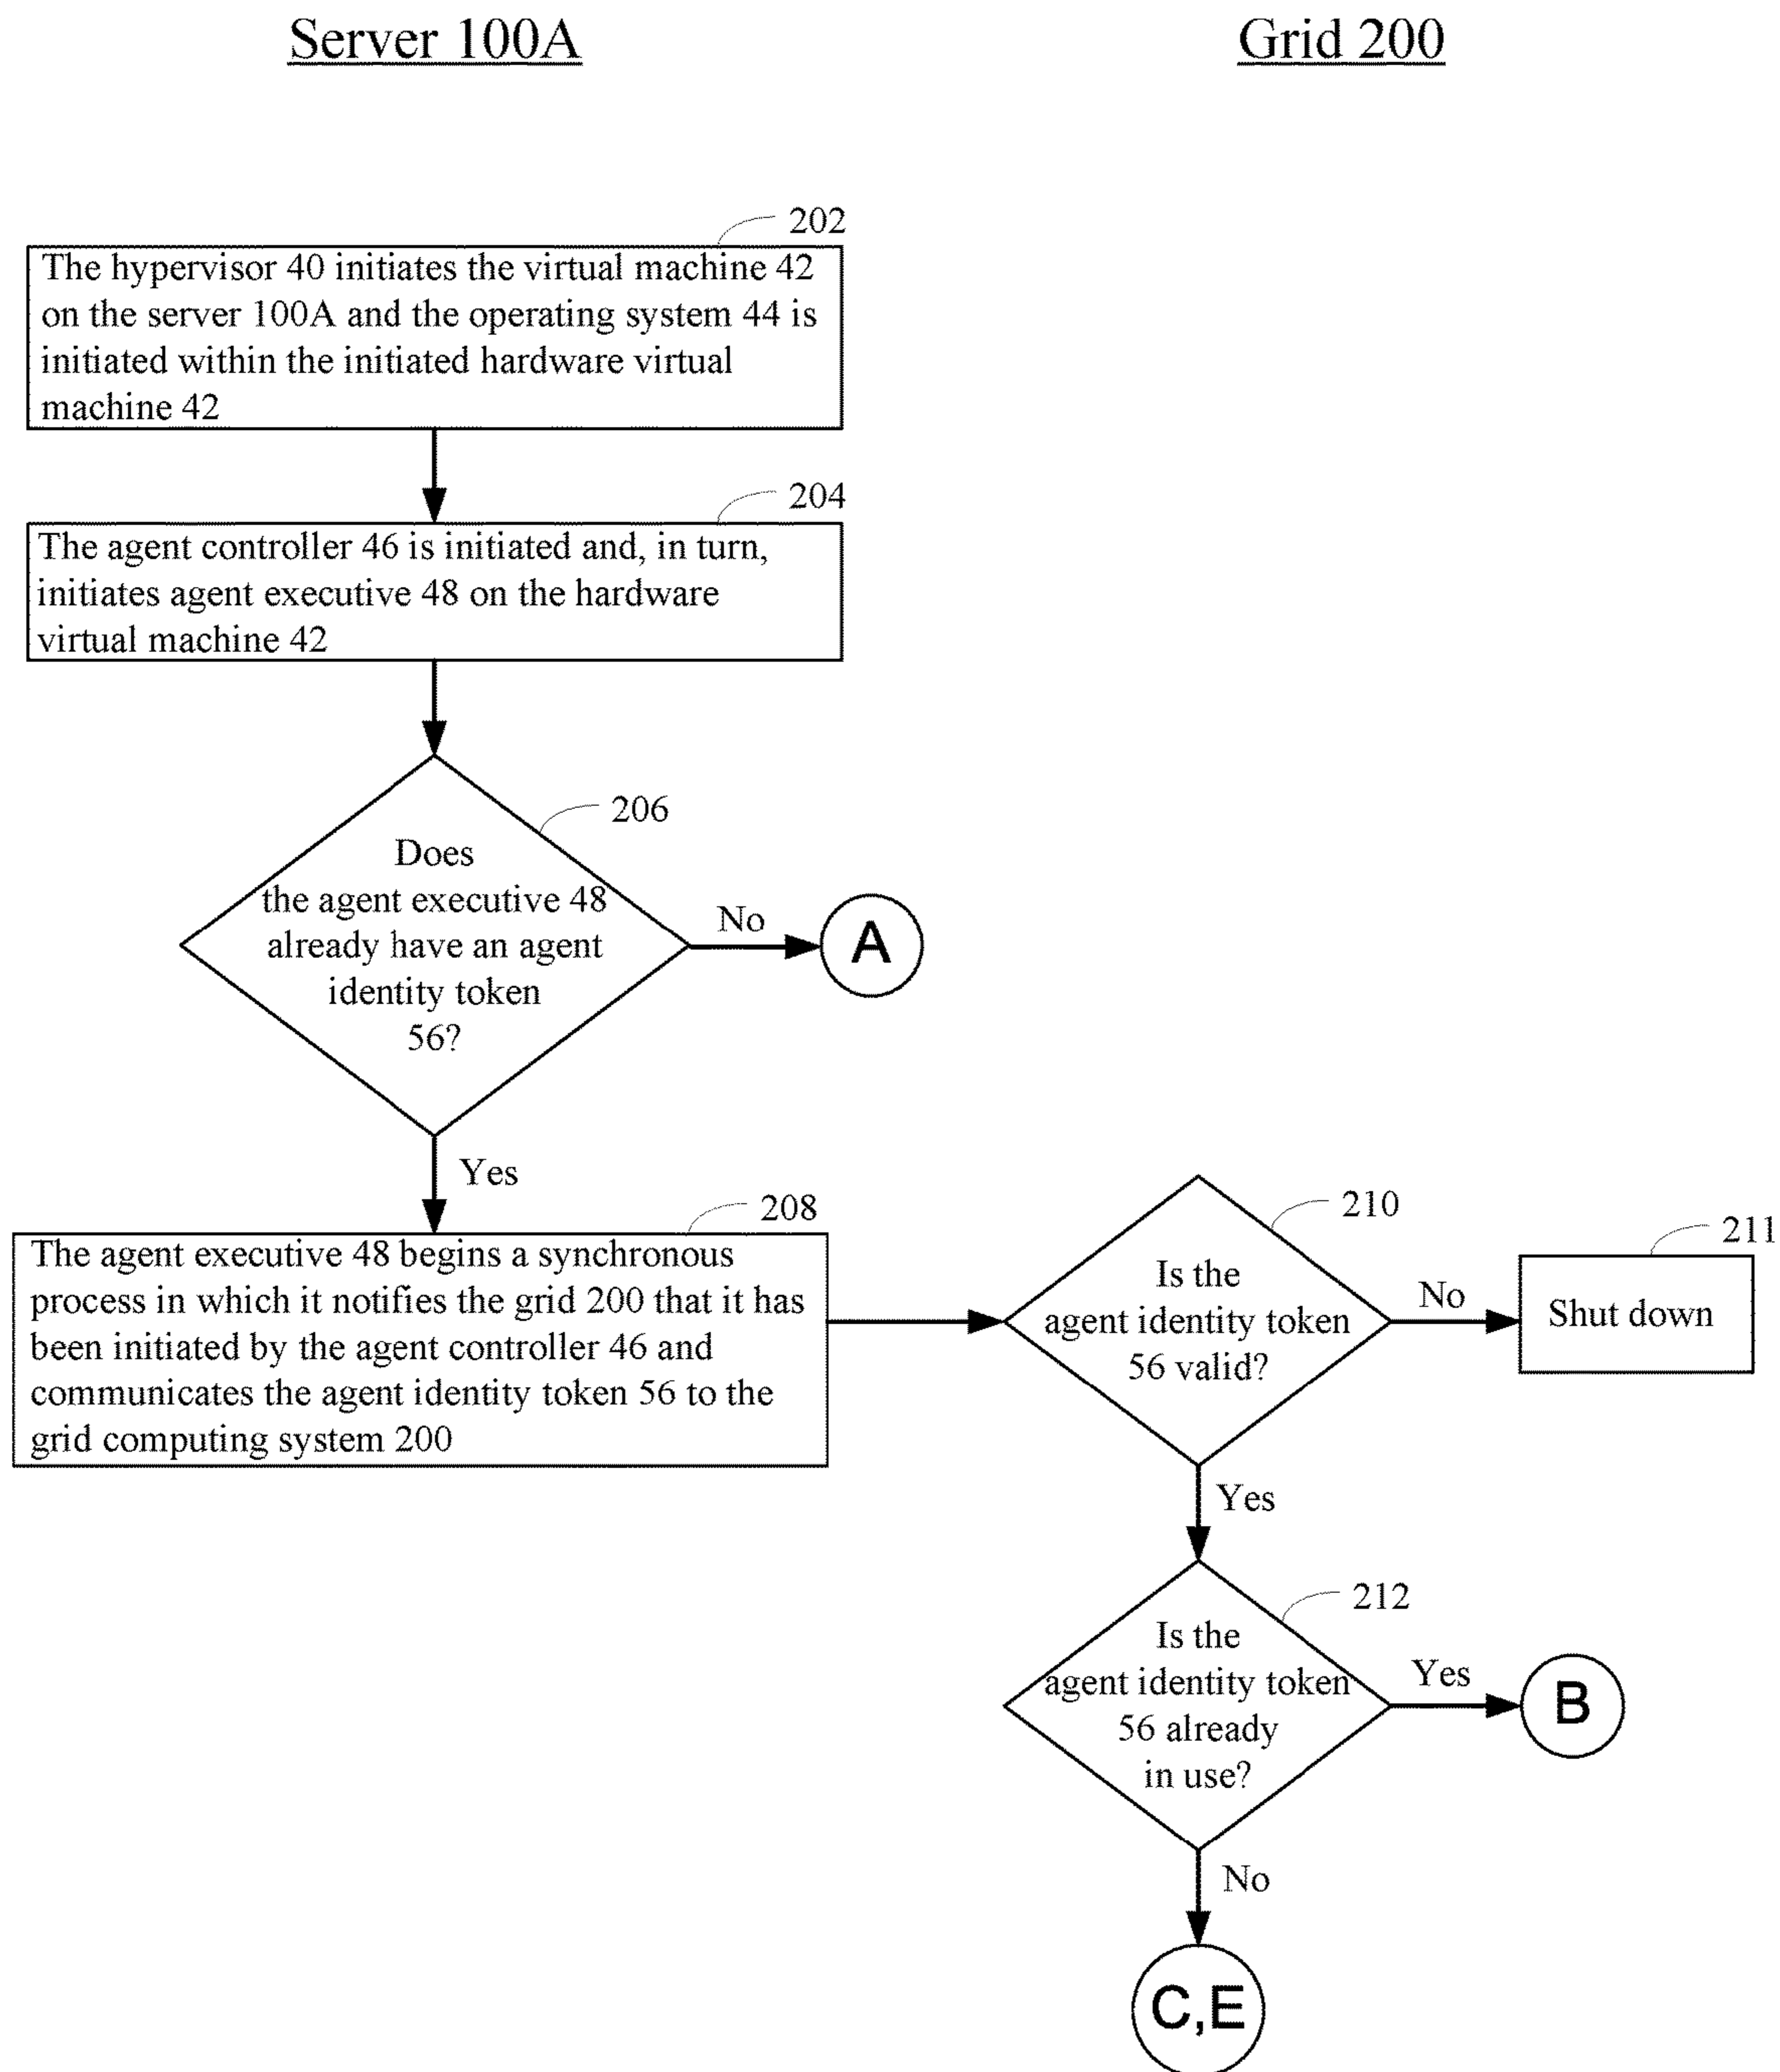 Server 100A
Grid 200
202
The hypervisor 40 initiates the virtual machine 42
on the server 100A and the operating system 44 is
initiated within the initiated hardware virtual
machine 42
204
The agent controller 46 is initiated and, in turn,
initiates agent executive 48 on the hardware
virtual machine 42
206
Does
the agent executive 48
already have an agent
identity token
56?
No
A
Yes
208
The agent executive 48 begins a synchronous
process in which it notifies the grid 200 that it has
been initiated by the agent controller 46 and
communicates the agent identity token 56 to the
grid computing system 200
210
Is the
agent identity token
56 valid?
No
211
Shut down
Yes
212
Is the
agent identity token
56 already
in use?
Yes
B
No
C,E